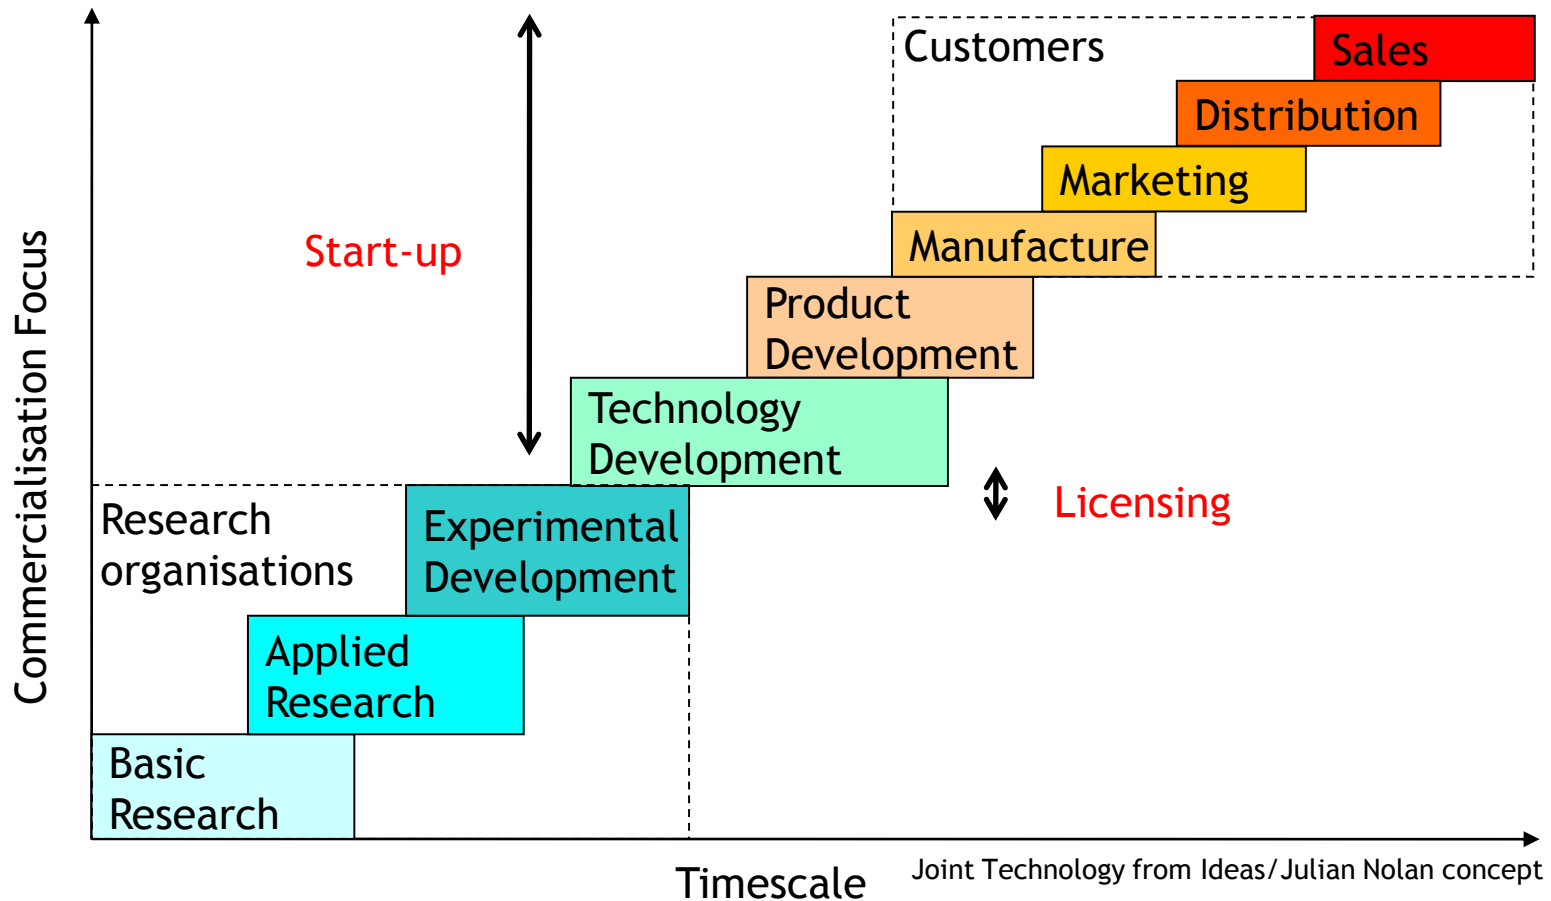 Customers
Sales
Distribution
Marketing
Manufacture
Start-up
Product
Development
Technology
Development
Licensing
Research
organisations
Experimental
Development
Applied
Research
Basic
Research
Commercialisation Focus
Timescale
Joint Technology from Ideas/Julian Nolan concept